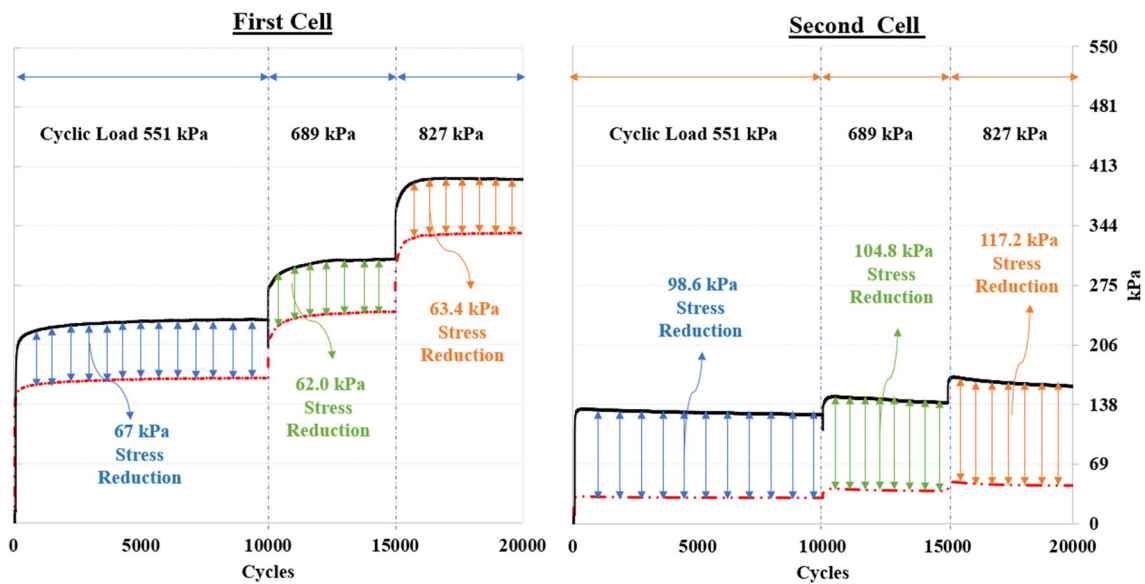 First Cell
Cyclic Load 551 kPa
689 kPa
827 kPa
67 kPa
Stress
Reduction
62.0 kPa
Stress
Reduction
63.4 kPa
Stress
Reduction
0
5000
10000
15000
20000
Cycles
Second Cell
Cyclic Load 551 kPa
689 kPa
827 kPa
98.6 kPa
Stress
Reduction
104.8 kPa
Stress
Reduction
117.2 kPa
Stress
Reduction
550
481
413
344
275
206
138
69
0
kPa
0
5000
10000
15000
20000
Cycles